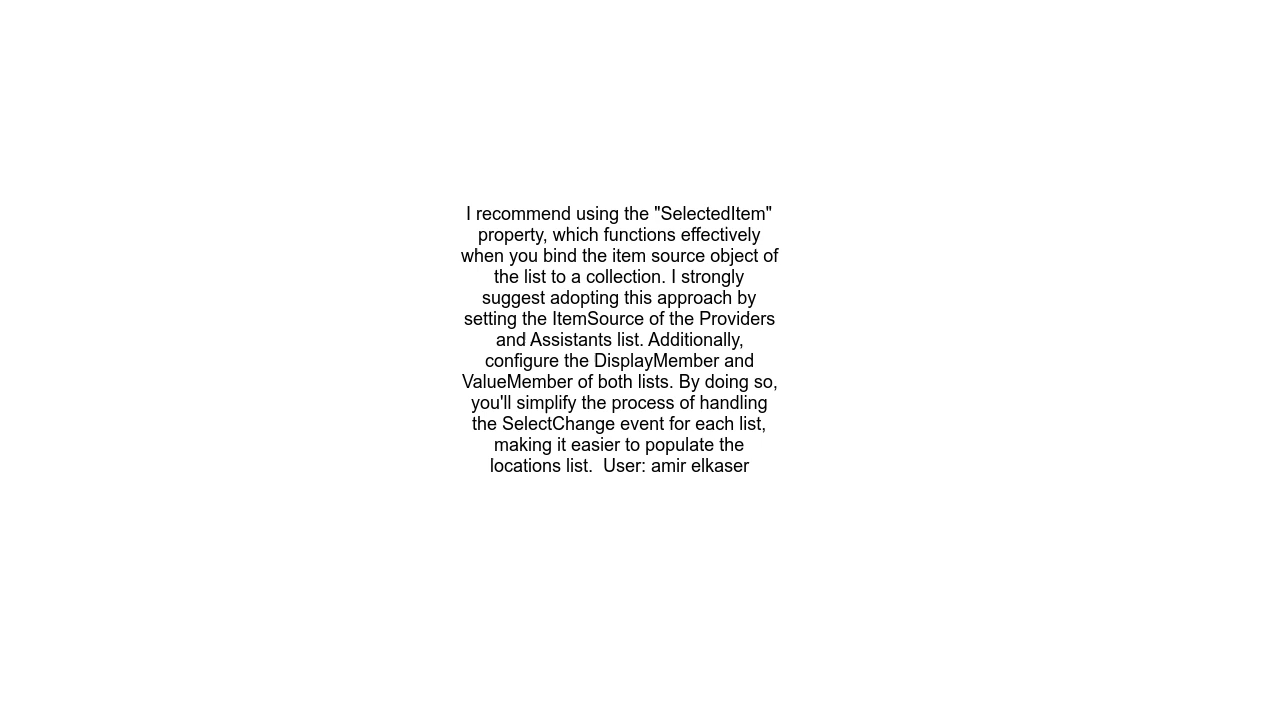 I recommend using the "SelectedItem"
property, which functions effectively
when you bind the item source object of
the list to a collection. I strongly
suggest adopting this approach by
setting the ItemSource of the Providers
and Assistants list. Additionally,
configure the DisplayMember and
ValueMember of both lists. By doing so,
you'll simplify the process of handling
the SelectChange event for each list,
making it easier to populate the
locations list.  User: amir elkaser